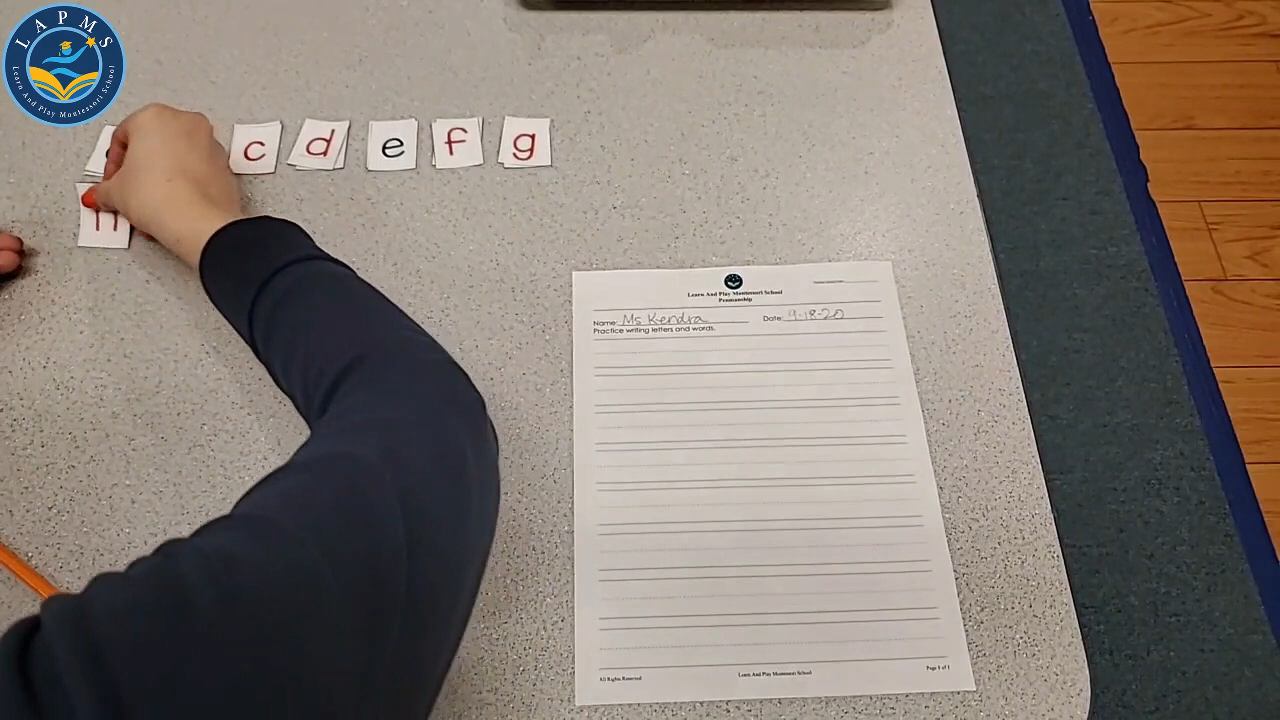 LAPMS
Learn And Play Montessori School
c d e f g
Learn And Play Montessori School
Penmanship
Name: Ms Kendra Date: 9-18-20
Practice writing letters and words.
All Rights Reserved Learn And Play Montessori School Page 1 of 1